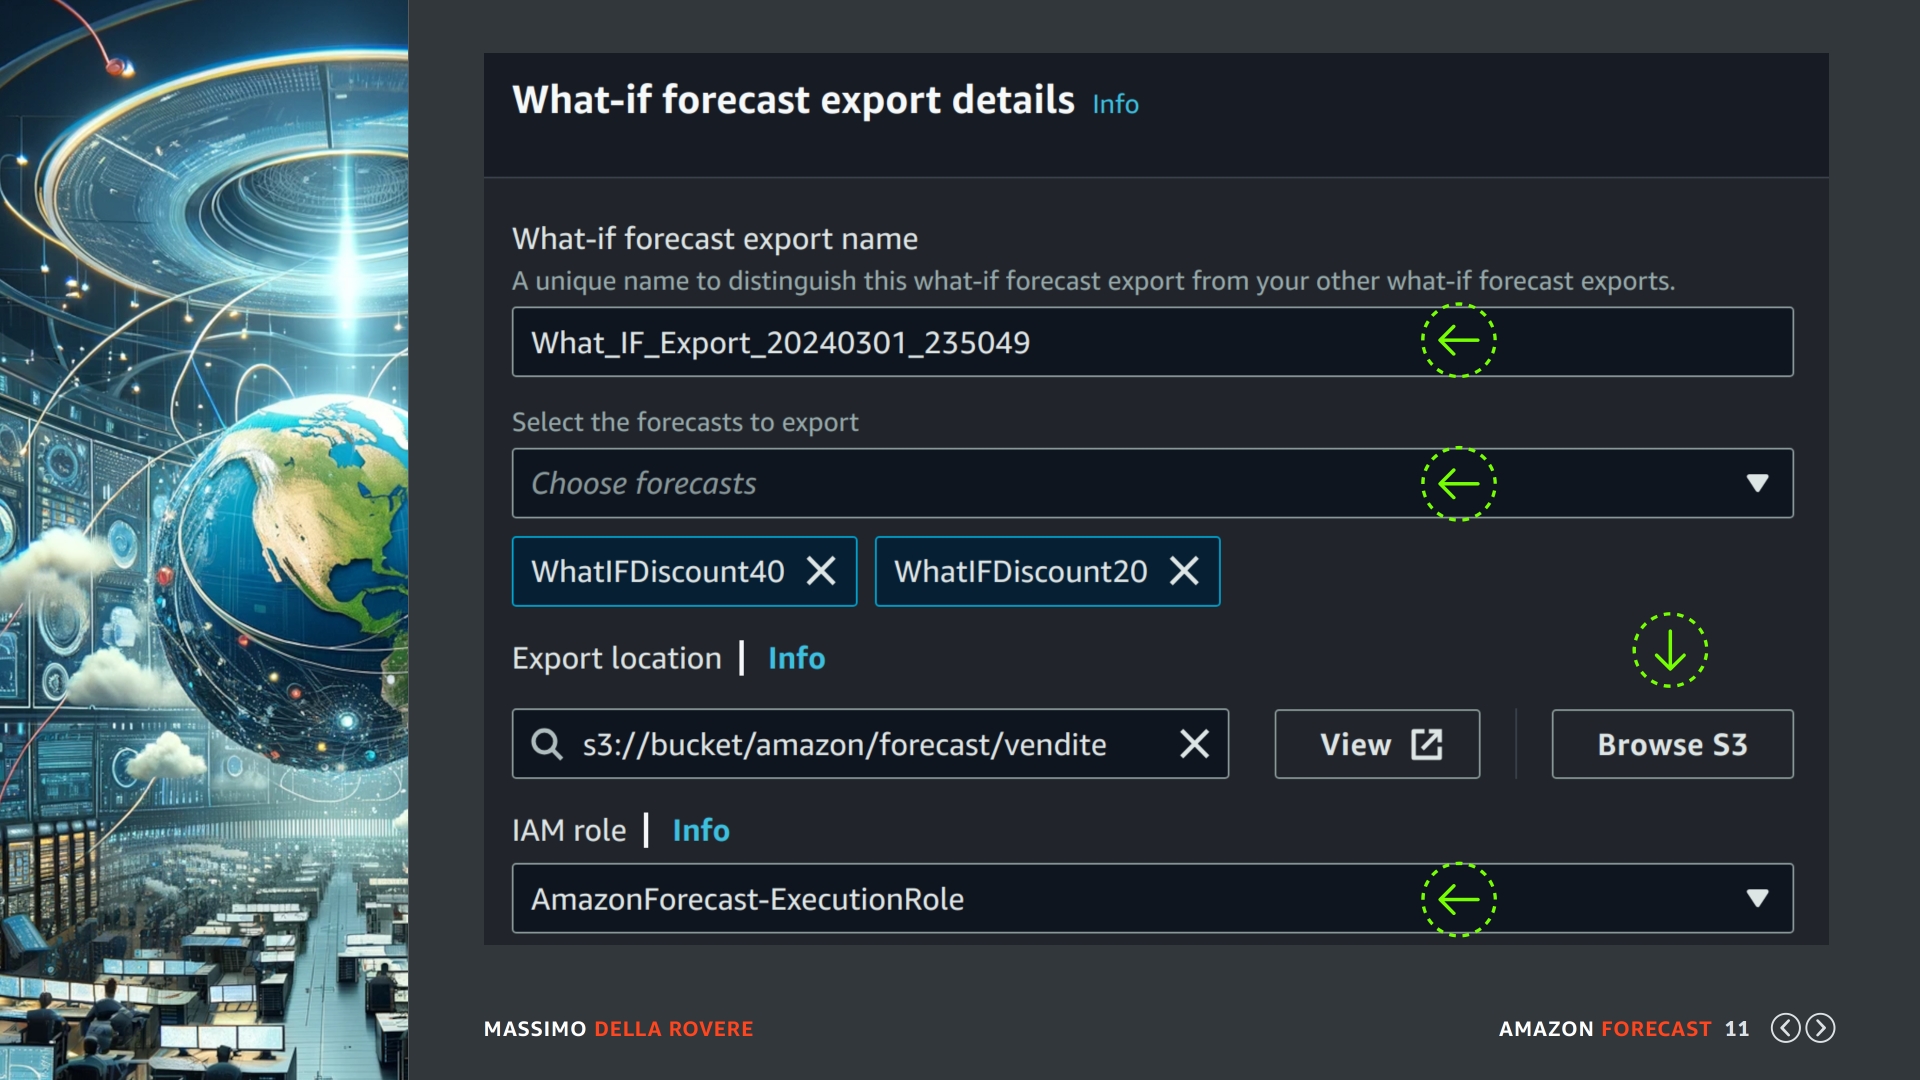 What-if forecast export details Info
What-if forecast export name
A unique name to distinguish this what-if forecast export from your other what-if forecast exports.
What_IF_Export_20240301_235049
Select the forecasts to export
Choose forecasts
WhatIFDiscount40 WhatIFDiscount20
Export location | Info
s3://bucket/amazon/forecast/vendite View Browse S3
IAM role | Info
AmazonForecast-ExecutionRole
MASSIMO DELLA ROVERE AMAZON FORECAST 11